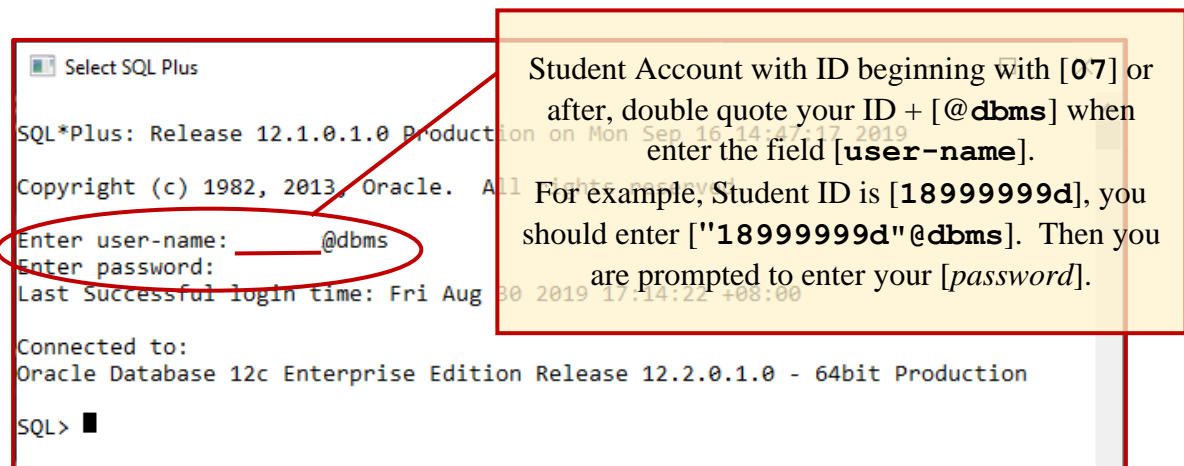 Select SQL Plus
SQL*Plus: Release 12.1.0.1.0 Production on Mon Sep 16 14:47:17 2019
Copyright (c) 1982, 2013, Oracle.  All rights reserved.
Enter user-name: ______@dbms
Enter password:
Last Successful login time: Fri Aug 30 2019 17:14:22 +08:00
Connected to:
Oracle Database 12c Enterprise Edition Release 12.2.0.1.0 - 64bit Production
SQL>
Student Account with ID beginning with [07] or
after, double quote your ID + [@dbms] when
enter the field [user-name].
For example, Student ID is [18999999d], you
should enter ["18999999d"@dbms].  Then you
are prompted to enter your [password].